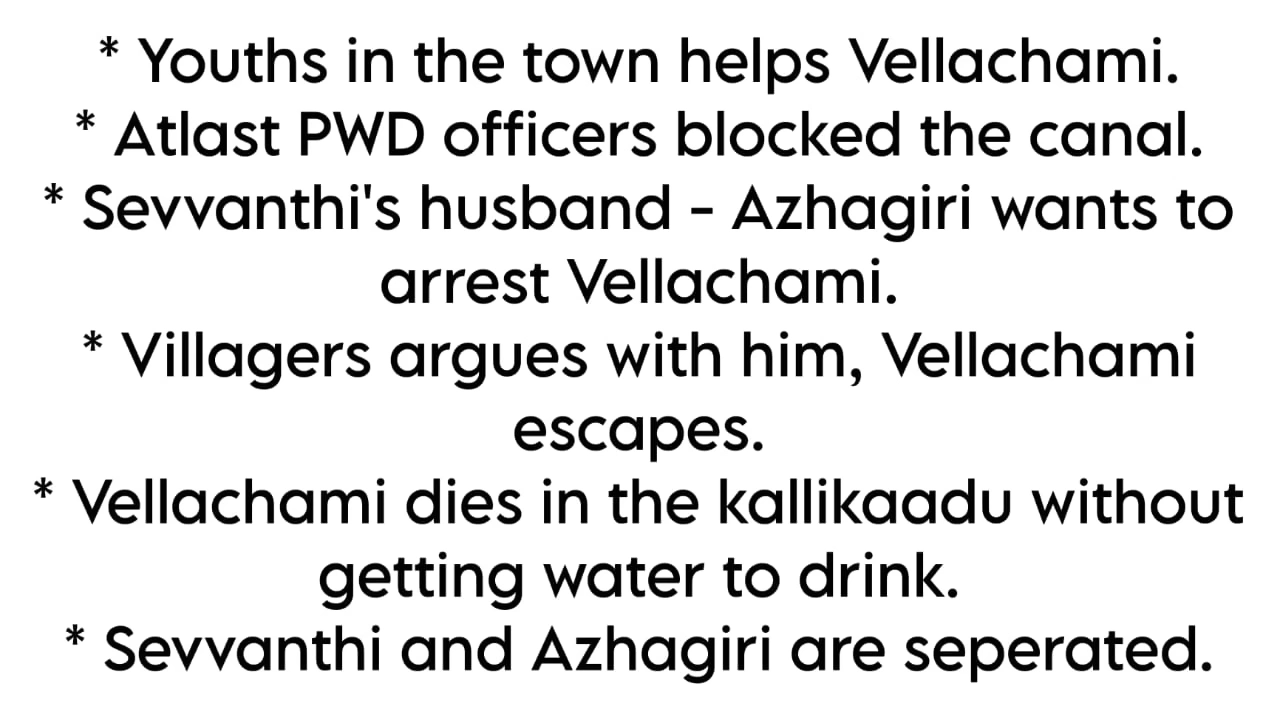 * Youths in the town helps Vellachami.
* Atlast PWD officers blocked the canal.
* Sevvanthi's husband - Azhagiri wants to
arrest Vellachami.
* Villagers argues with him, Vellachami
escapes.
* Vellachami dies in the kallikaadu without
getting water to drink.
* Sevvanthi and Azhagiri are seperated.